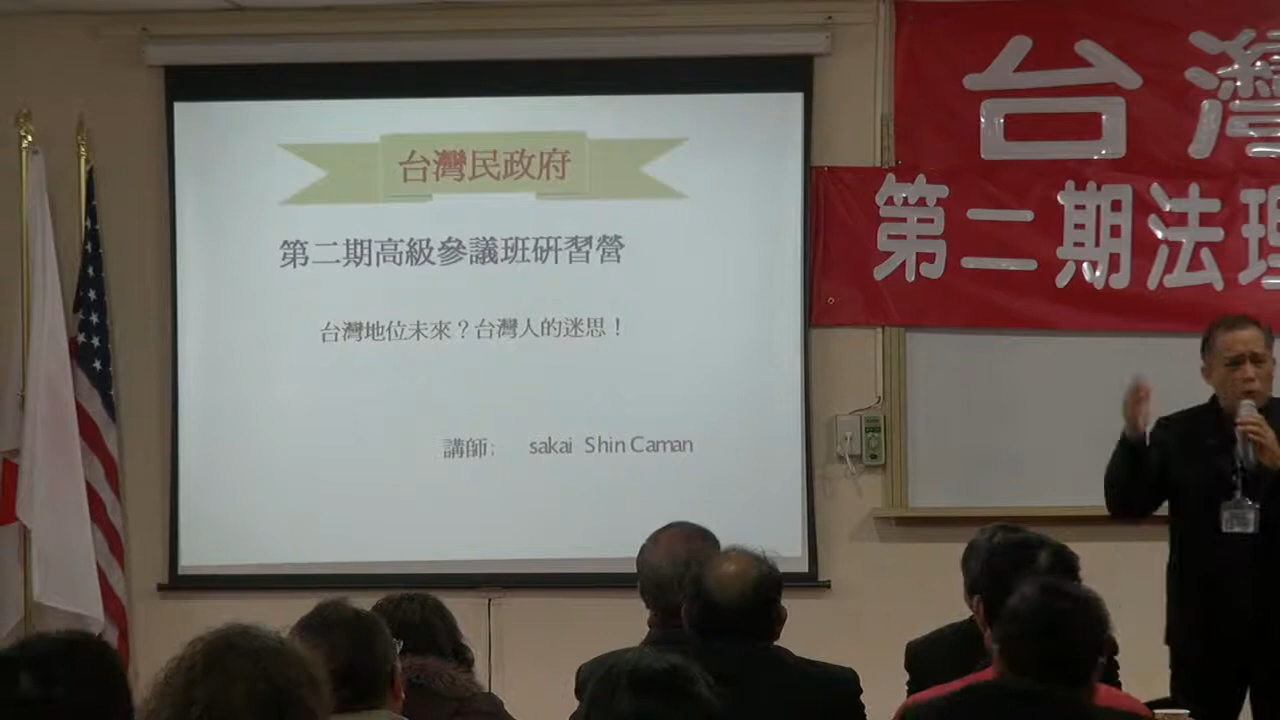 台灣民政府
第二期高級參議班研習營
台灣地位未來？台灣人的迷思！
講師： sakai Shin Caman
台灣
第二期法理